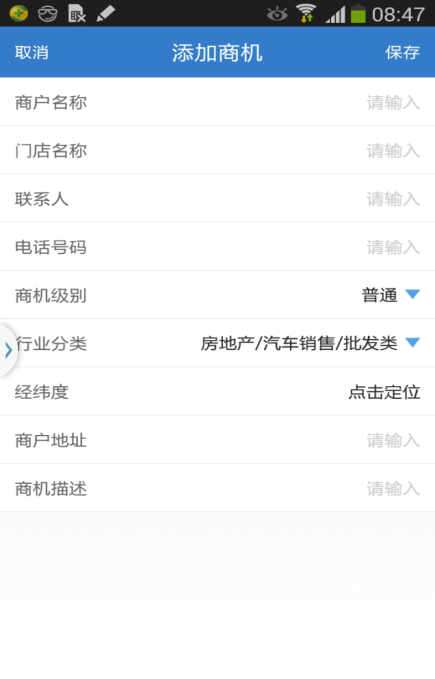 08:47
取消 添加商机 保存
商户名称 请输入
门店名称 请输入
联系人 请输入
电话号码 请输入
商机级别 普通
行业分类 房地产/汽车销售/批发类
经纬度 点击定位
商户地址 请输入
商机描述 请输入